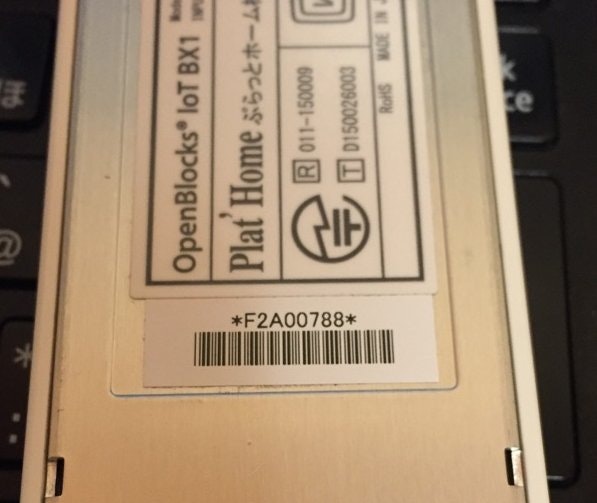 OpenBlocks® IoT BX1
Plat'Home ぷらっとホーム
R 011-150009
T D150026003
RoHS MADE IN
*F2A00788*